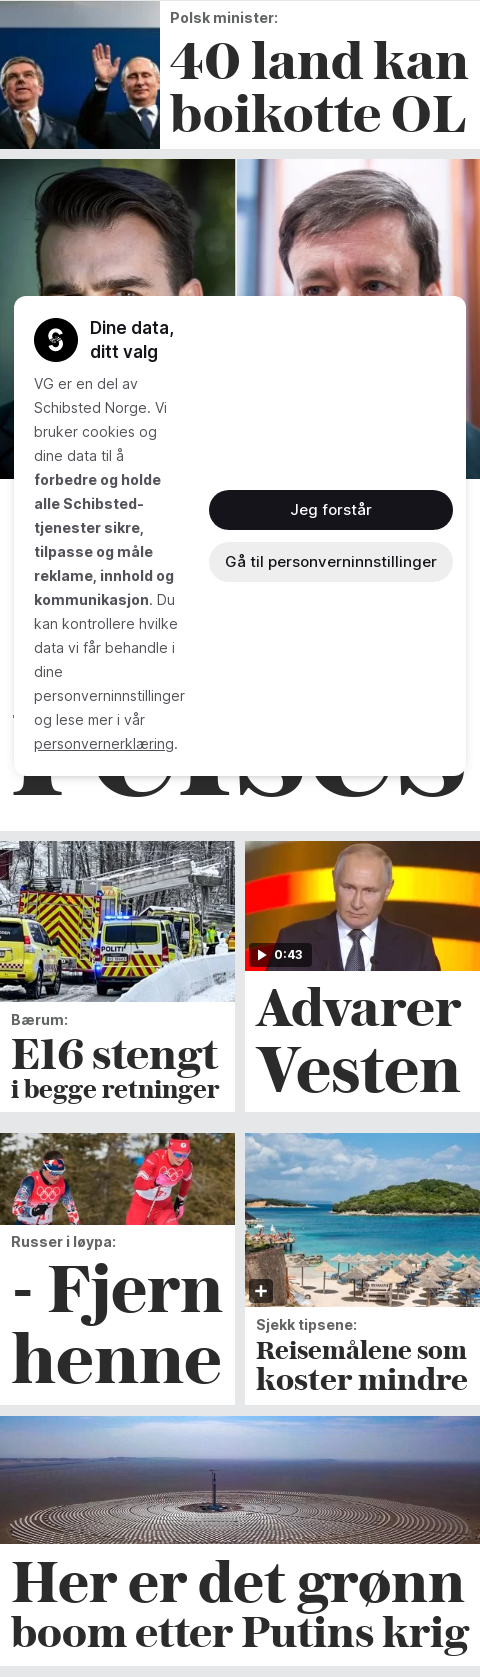 Polsk minister:
40 land kan
boikotte OL
Dine data,
ditt valg
VG er en del av
Schibsted Norge. Vi
bruker cookies og
dine data til å
forbedre og holde
alle Schibsted-
tjenester sikre,
tilpasse og måle
reklame, innhold og
kommunikasjon. Du
kan kontrollere hvilke
data vi får behandle i
dine
personverninnstillinger
og lese mer i vår
personvernerklæring.
Jeg forstår
Gå til personverninnstillinger
POLITI
0:43
Bærum:
E16 stengt
i begge retninger
Advarer
Vesten
Russer i løypa:
- Fjern
henne
Sjekk tipsene:
Reisemålene som
koster mindre
Her er det grønn
boom etter Putins krig